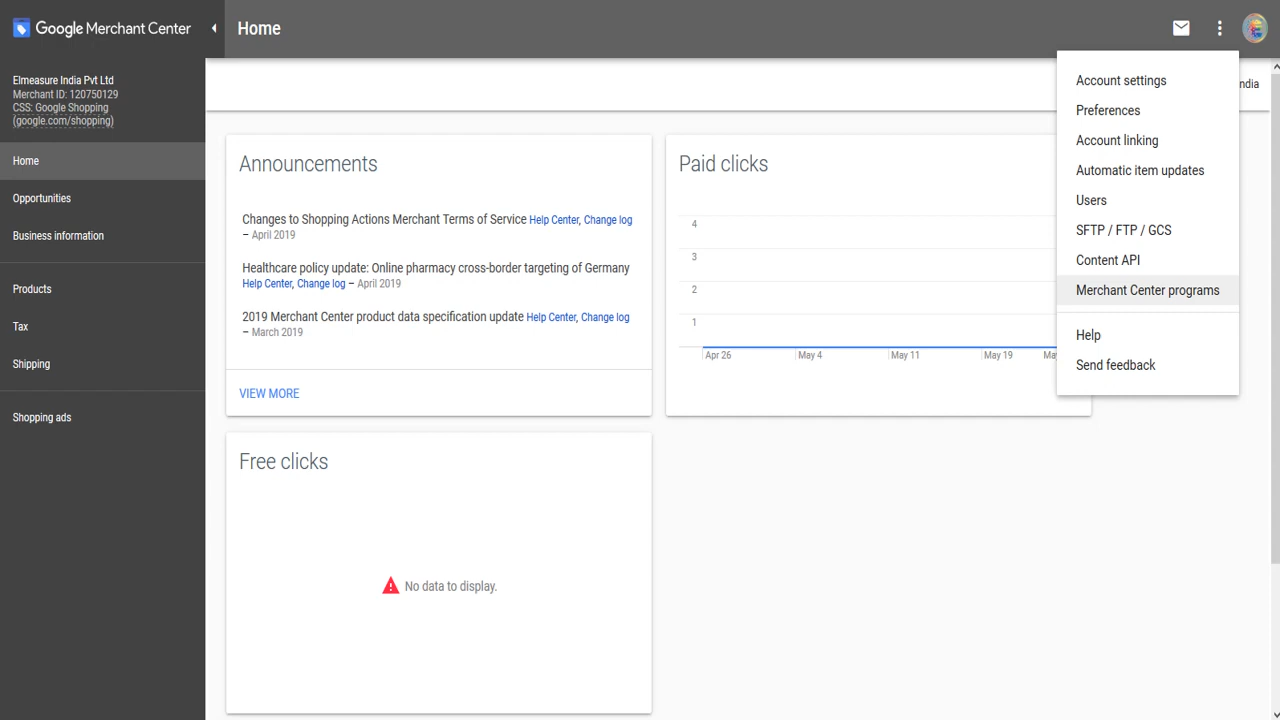 Google Merchant Center
Home
Elmeasure India Pvt Ltd
Merchant ID: 120750129
CSS: Google Shopping
(google.com/shopping)
Home
Opportunities
Business information
Products
Tax
Shipping
Shopping ads
Announcements
Changes to Shopping Actions Merchant Terms of Service Help Center, Change log
– April 2019
Healthcare policy update: Online pharmacy cross-border targeting of Germany
Help Center, Change log – April 2019
2019 Merchant Center product data specification update Help Center, Change log
– March 2019
VIEW MORE
Paid clicks
4
3
2
1
Apr 26
May 4
May 11
May 19
Free clicks
No data to display.
Account settings
Preferences
Account linking
Automatic item updates
Users
SFTP / FTP / GCS
Content API
Merchant Center programs
Help
Send feedback